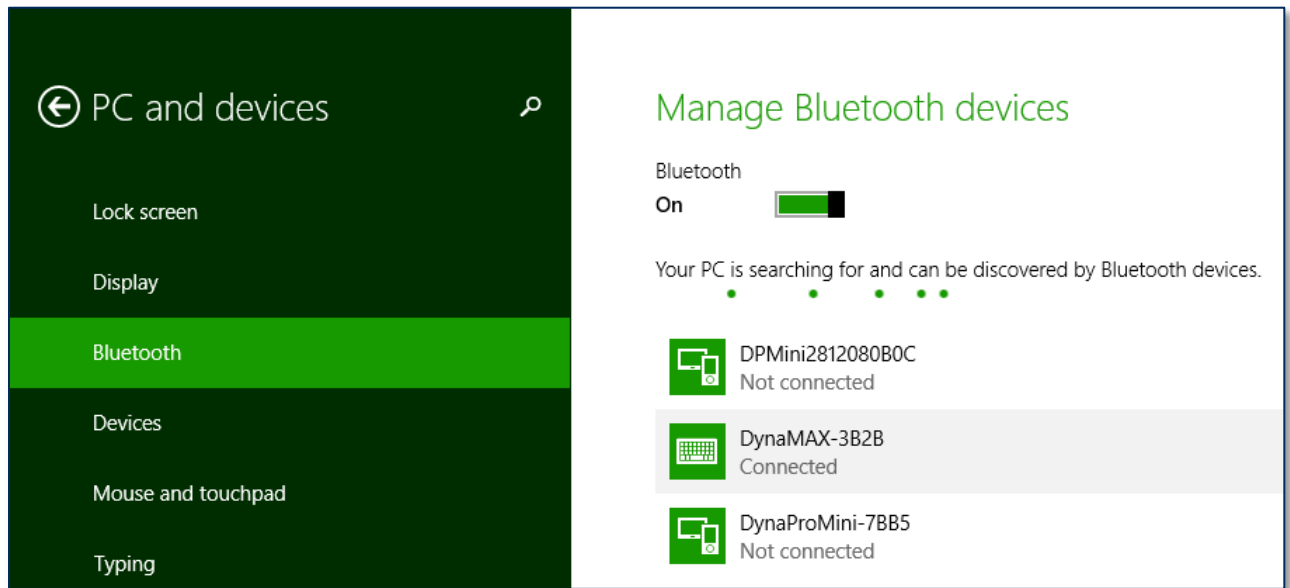 PC and devices
Lock screen
Display
Bluetooth
Devices
Mouse and touchpad
Typing
Manage Bluetooth devices
Bluetooth
On
Your PC is searching for and can be discovered by Bluetooth devices.
DPMini2812080B0C
Not connected
DynaMAX-3B2B
Connected
DynaProMini-7BB5
Not connected